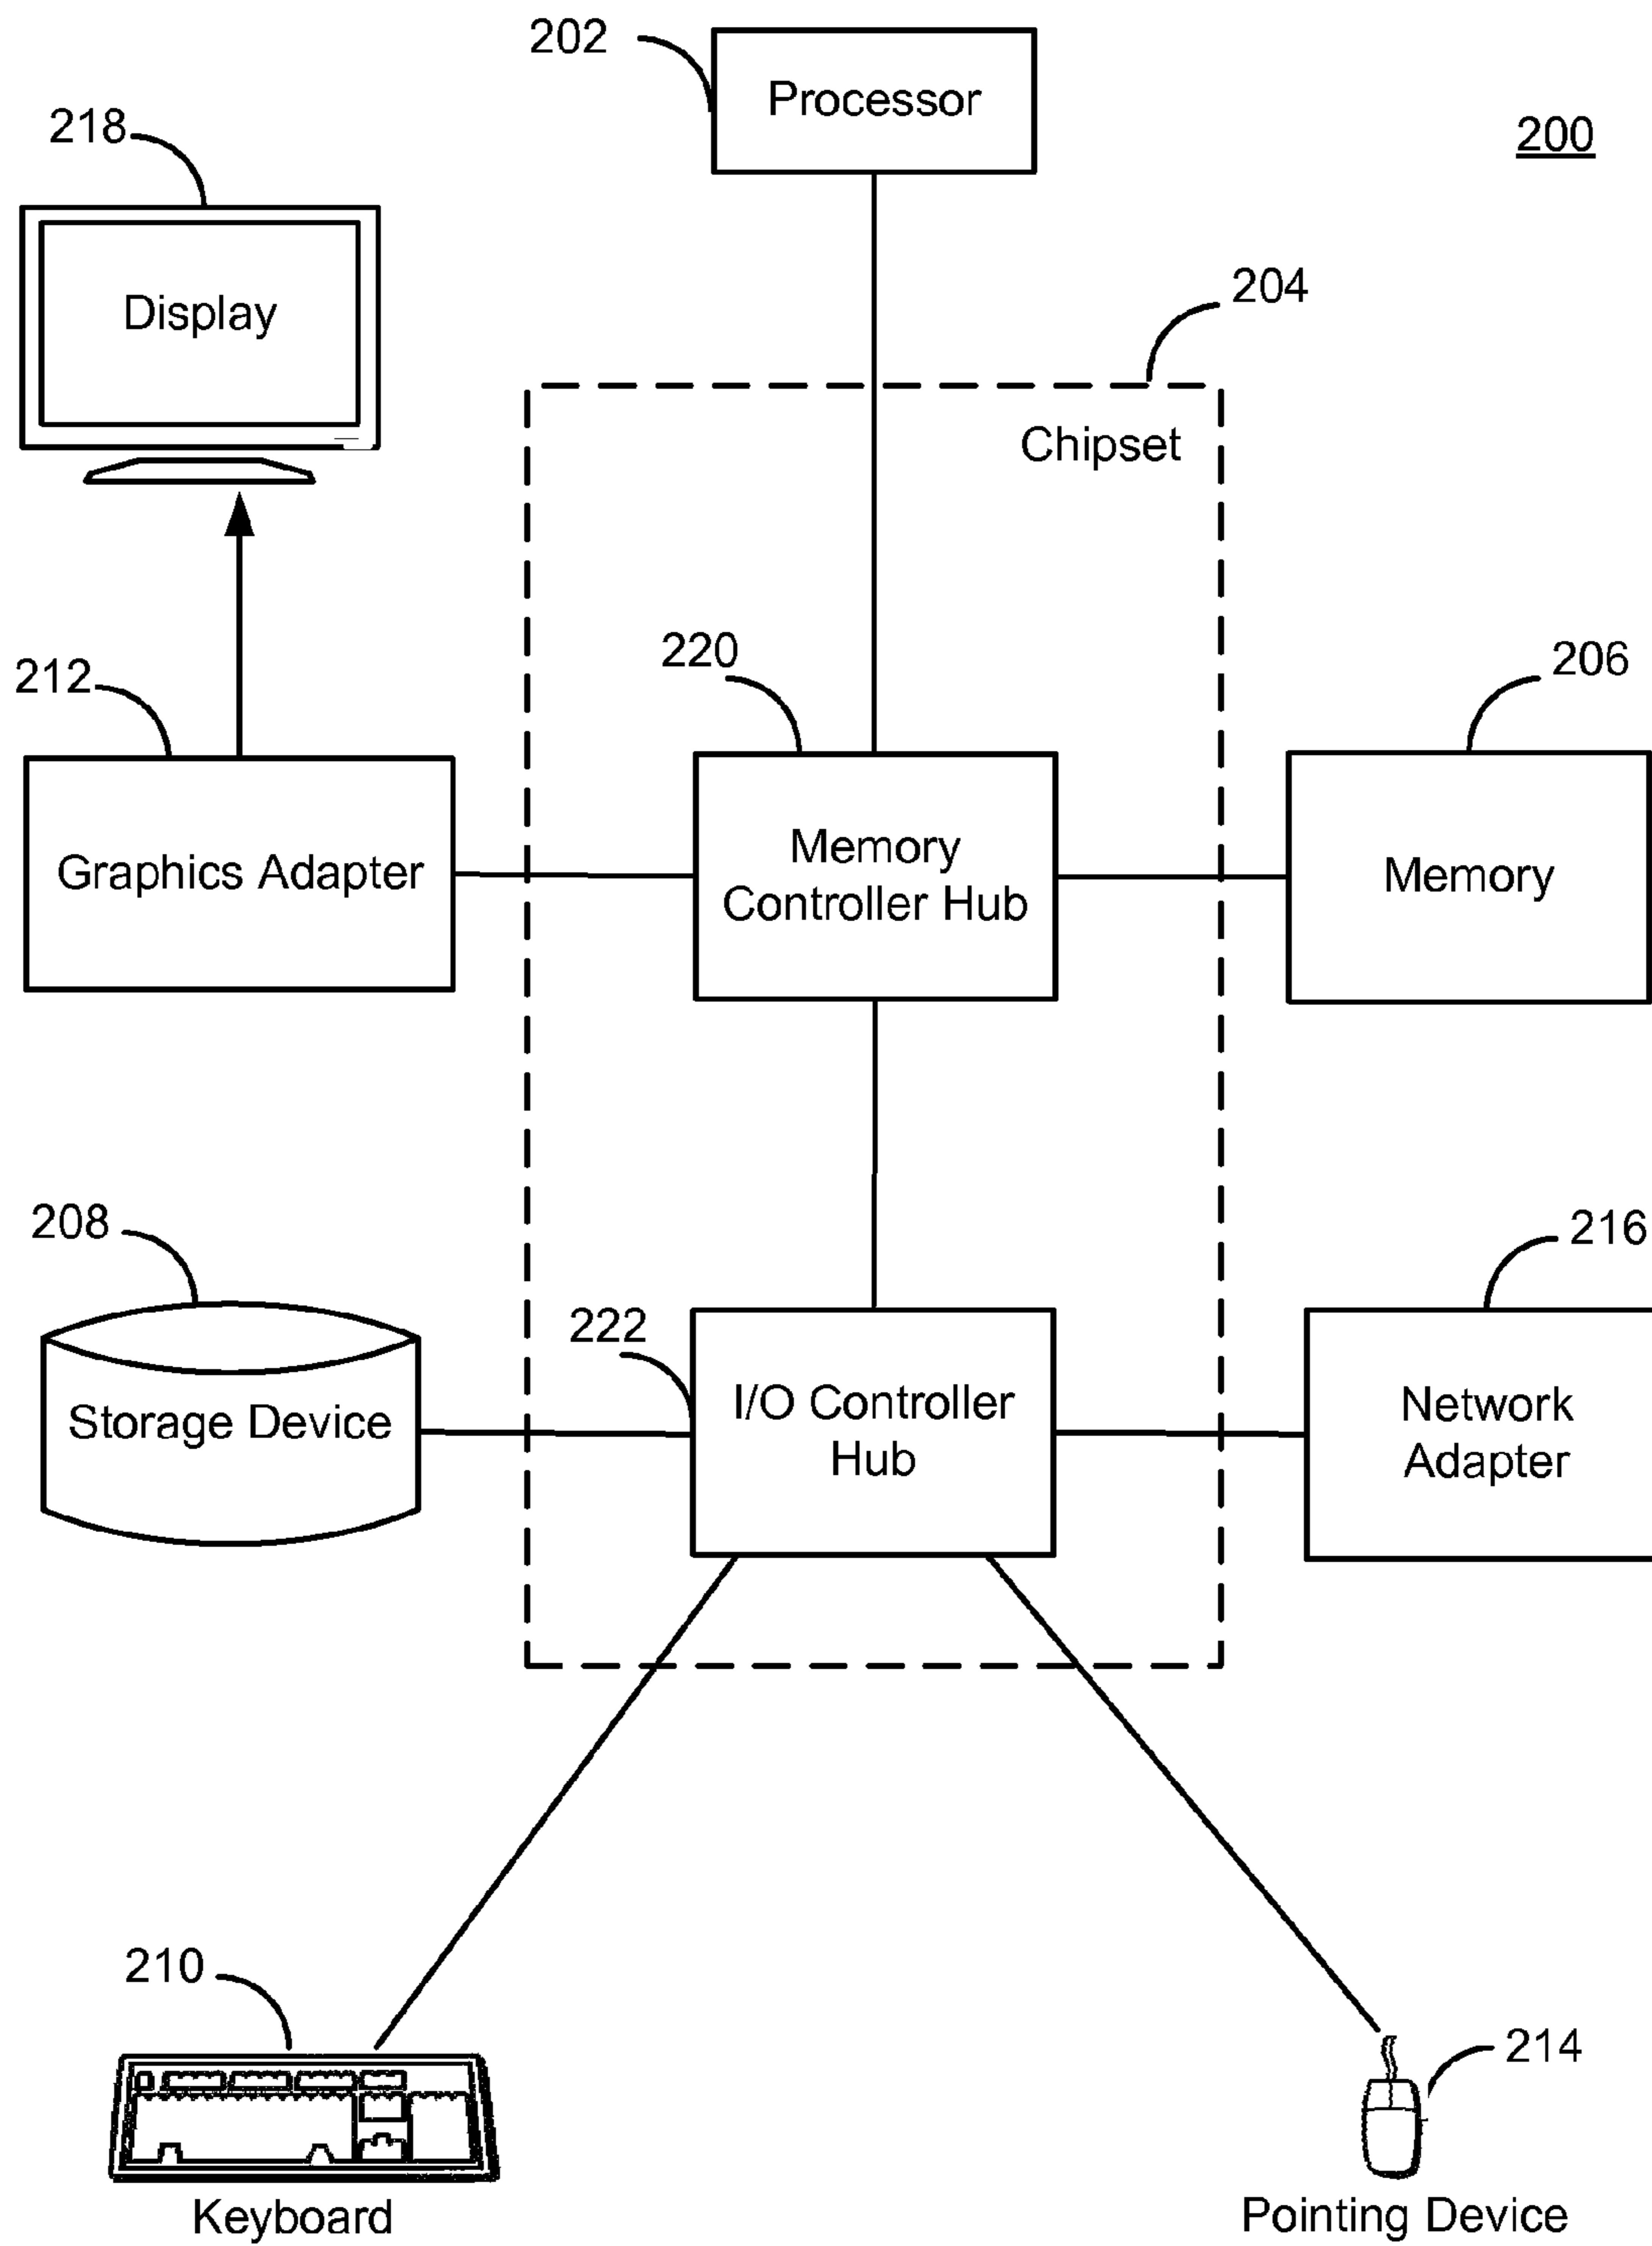 202
Processor
200
218
Display
204
Chipset
220
206
212
Graphics Adapter
Memory
Controller Hub
Memory
208
216
222
Storage Device
I/O Controller
Hub
Network
Adapter
210
214
Keyboard
Pointing Device